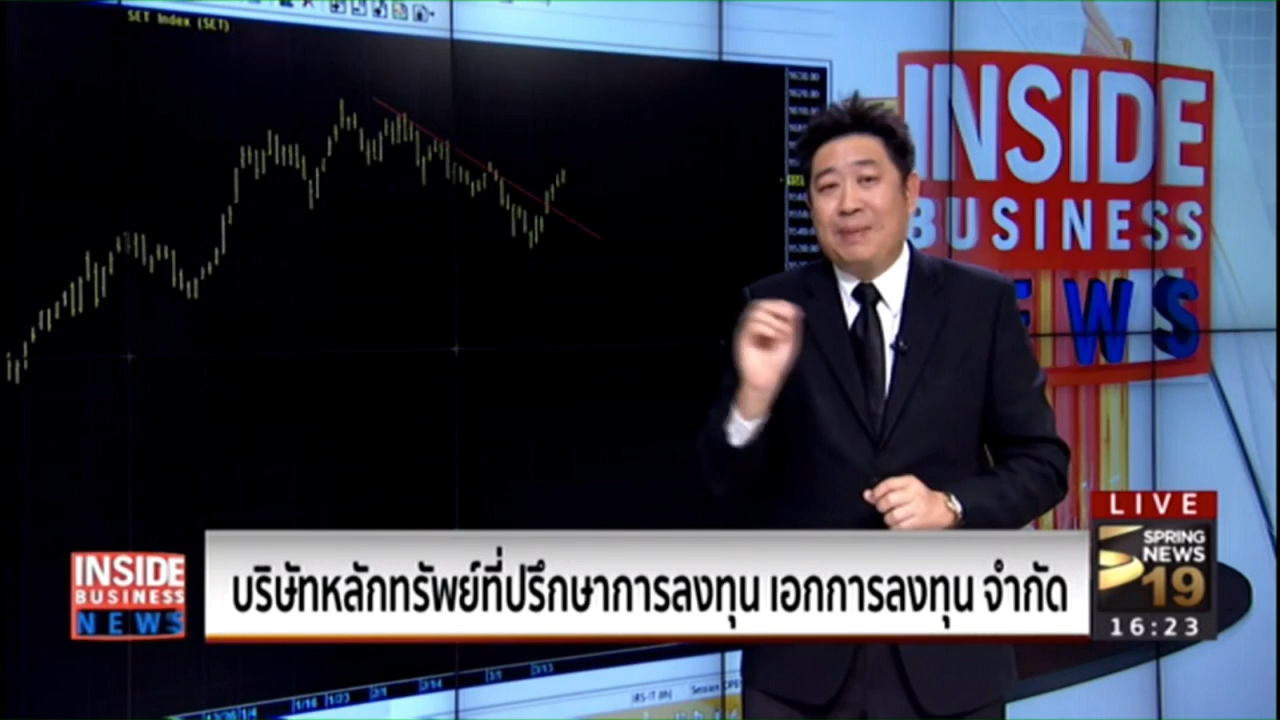 SET Index (SET)
INSIDE
BUSINESS
NEWS
INSIDE
BUSINESS
NEWS
บริษัทหลักทรัพย์ที่ปรึกษาการลงทุน เอกการลงทุน จำกัด
LIVE
SPRING
NEWS
19
16:23